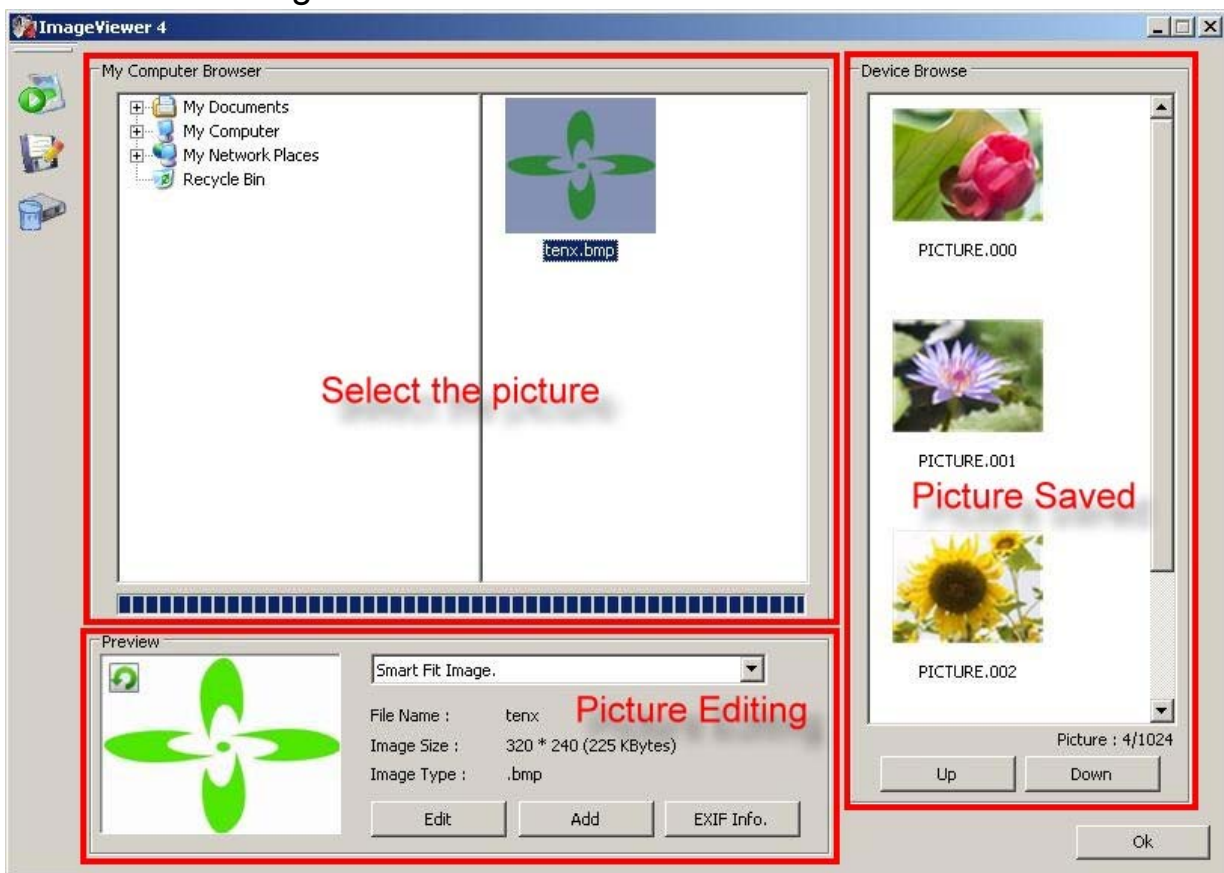 ImageViewer 4
My Computer Browser
My Documents
My Computer
My Network Places
Recycle Bin
tenx.bmp
Select the picture
Device Browse
PICTURE.000
PICTURE.001
Picture Saved
PICTURE.002
Picture : 4/1024
Up Down
Preview
Smart Fit Image.
Picture Editing
File Name : tenx
Image Size : 320 * 240 (225 KBytes)
Image Type : .bmp
Edit Add EXIF Info.
Ok